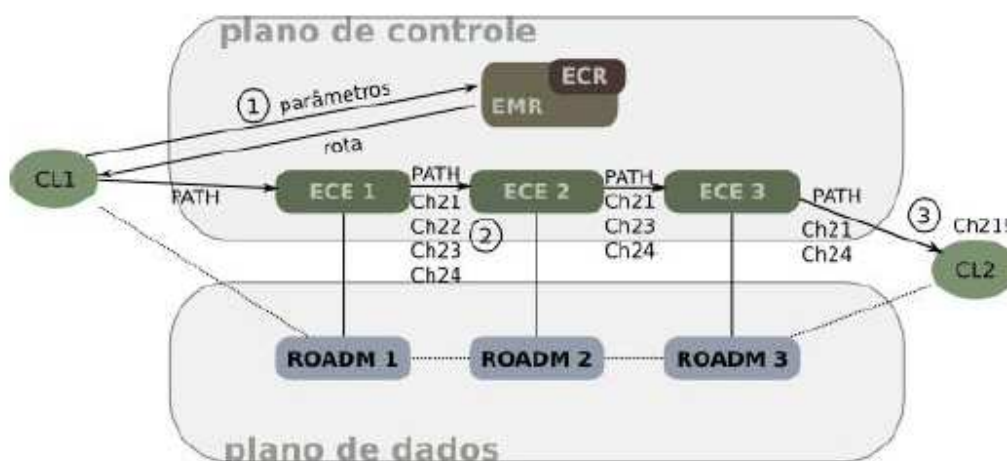 plano de controle
ECR
EMR
1
parâmetros
rota
CL1
PATH
ECE 1
PATH
ECE 2
PATH
ECE 3
PATH
Ch21
Ch22
Ch23
Ch24
2
Ch21
Ch23
Ch24
Ch21
Ch24
3
Ch21!
CL2
ROADM 1
ROADM 2
ROADM 3
plano de dados